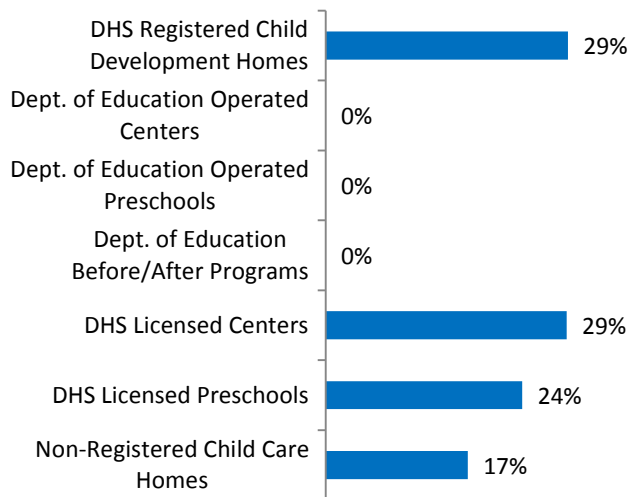 DHS Registered Child
Development Homes
29%
Dept. of Education Operated
Centers
0%
Dept. of Education Operated
Preschools
0%
Dept. of Education
Before/After Programs
0%
DHS Licensed Centers
29%
DHS Licensed Preschools
24%
Non-Registered Child Care
Homes
17%